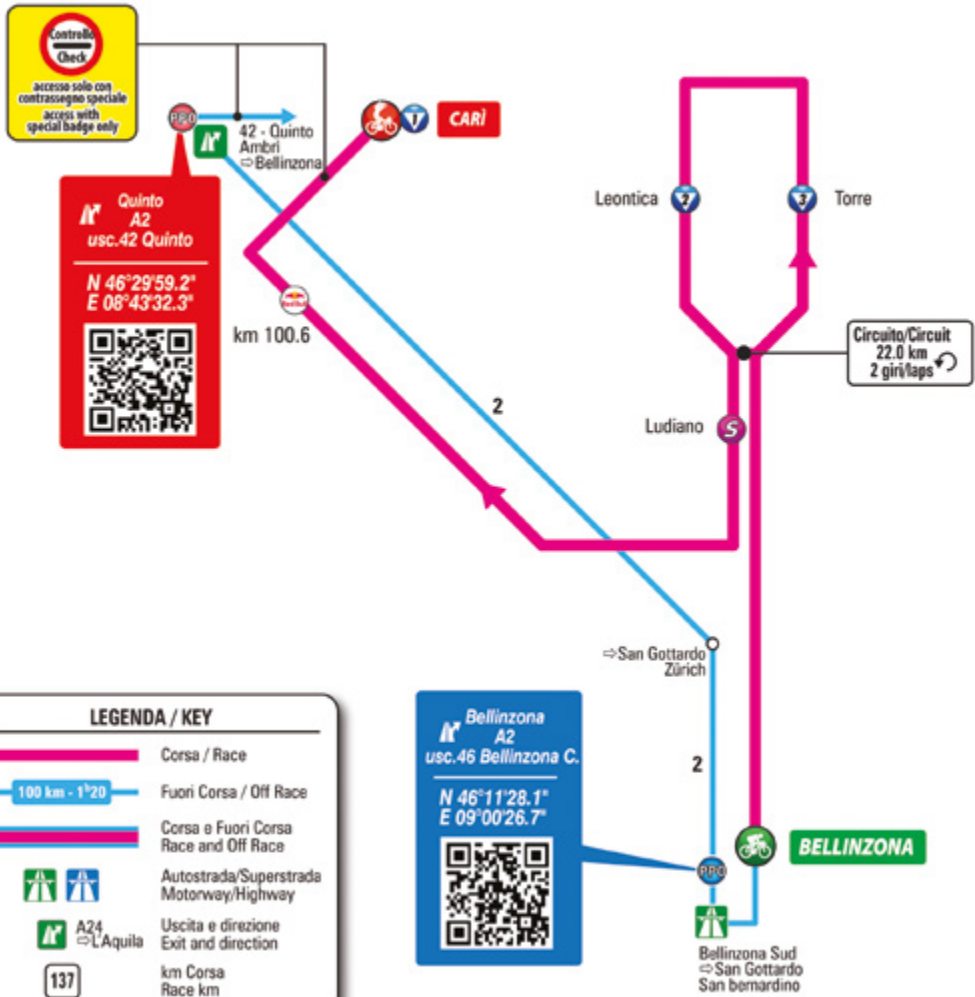 Controllo
Check
accesso solo con
contrassegno speciale
access with
special badge only
PPO
42 - Quinto
Ambrì
⇨Bellinzona
1
CARÌ
Quinto
A2
usc.42 Quinto
N 46°29'59.2"
E 08°43'32.3"
Red Bull
km 100.6
Leontica
2
3
Torre
Circuito/Circuit
22.0 km
2 giri/laps
Ludiano
S
2
⇨San Gottardo
Zürich
2
Bellinzona
A2
usc.46 Bellinzona C.
N 46°11'28.1"
E 09°00'26.7"
PPO
BELLINZONA
Bellinzona Sud
⇨San Gottardo
San bernardino
LEGENDA / KEY
Corsa / Race
100 km - 1h20
Fuori Corsa / Off Race
Corsa e Fuori Corsa
Race and Off Race
Autostrada/Superstrada
Motorway/Highway
A24
⇨L'Aquila
Uscita e direzione
Exit and direction
137
km Corsa
Race km